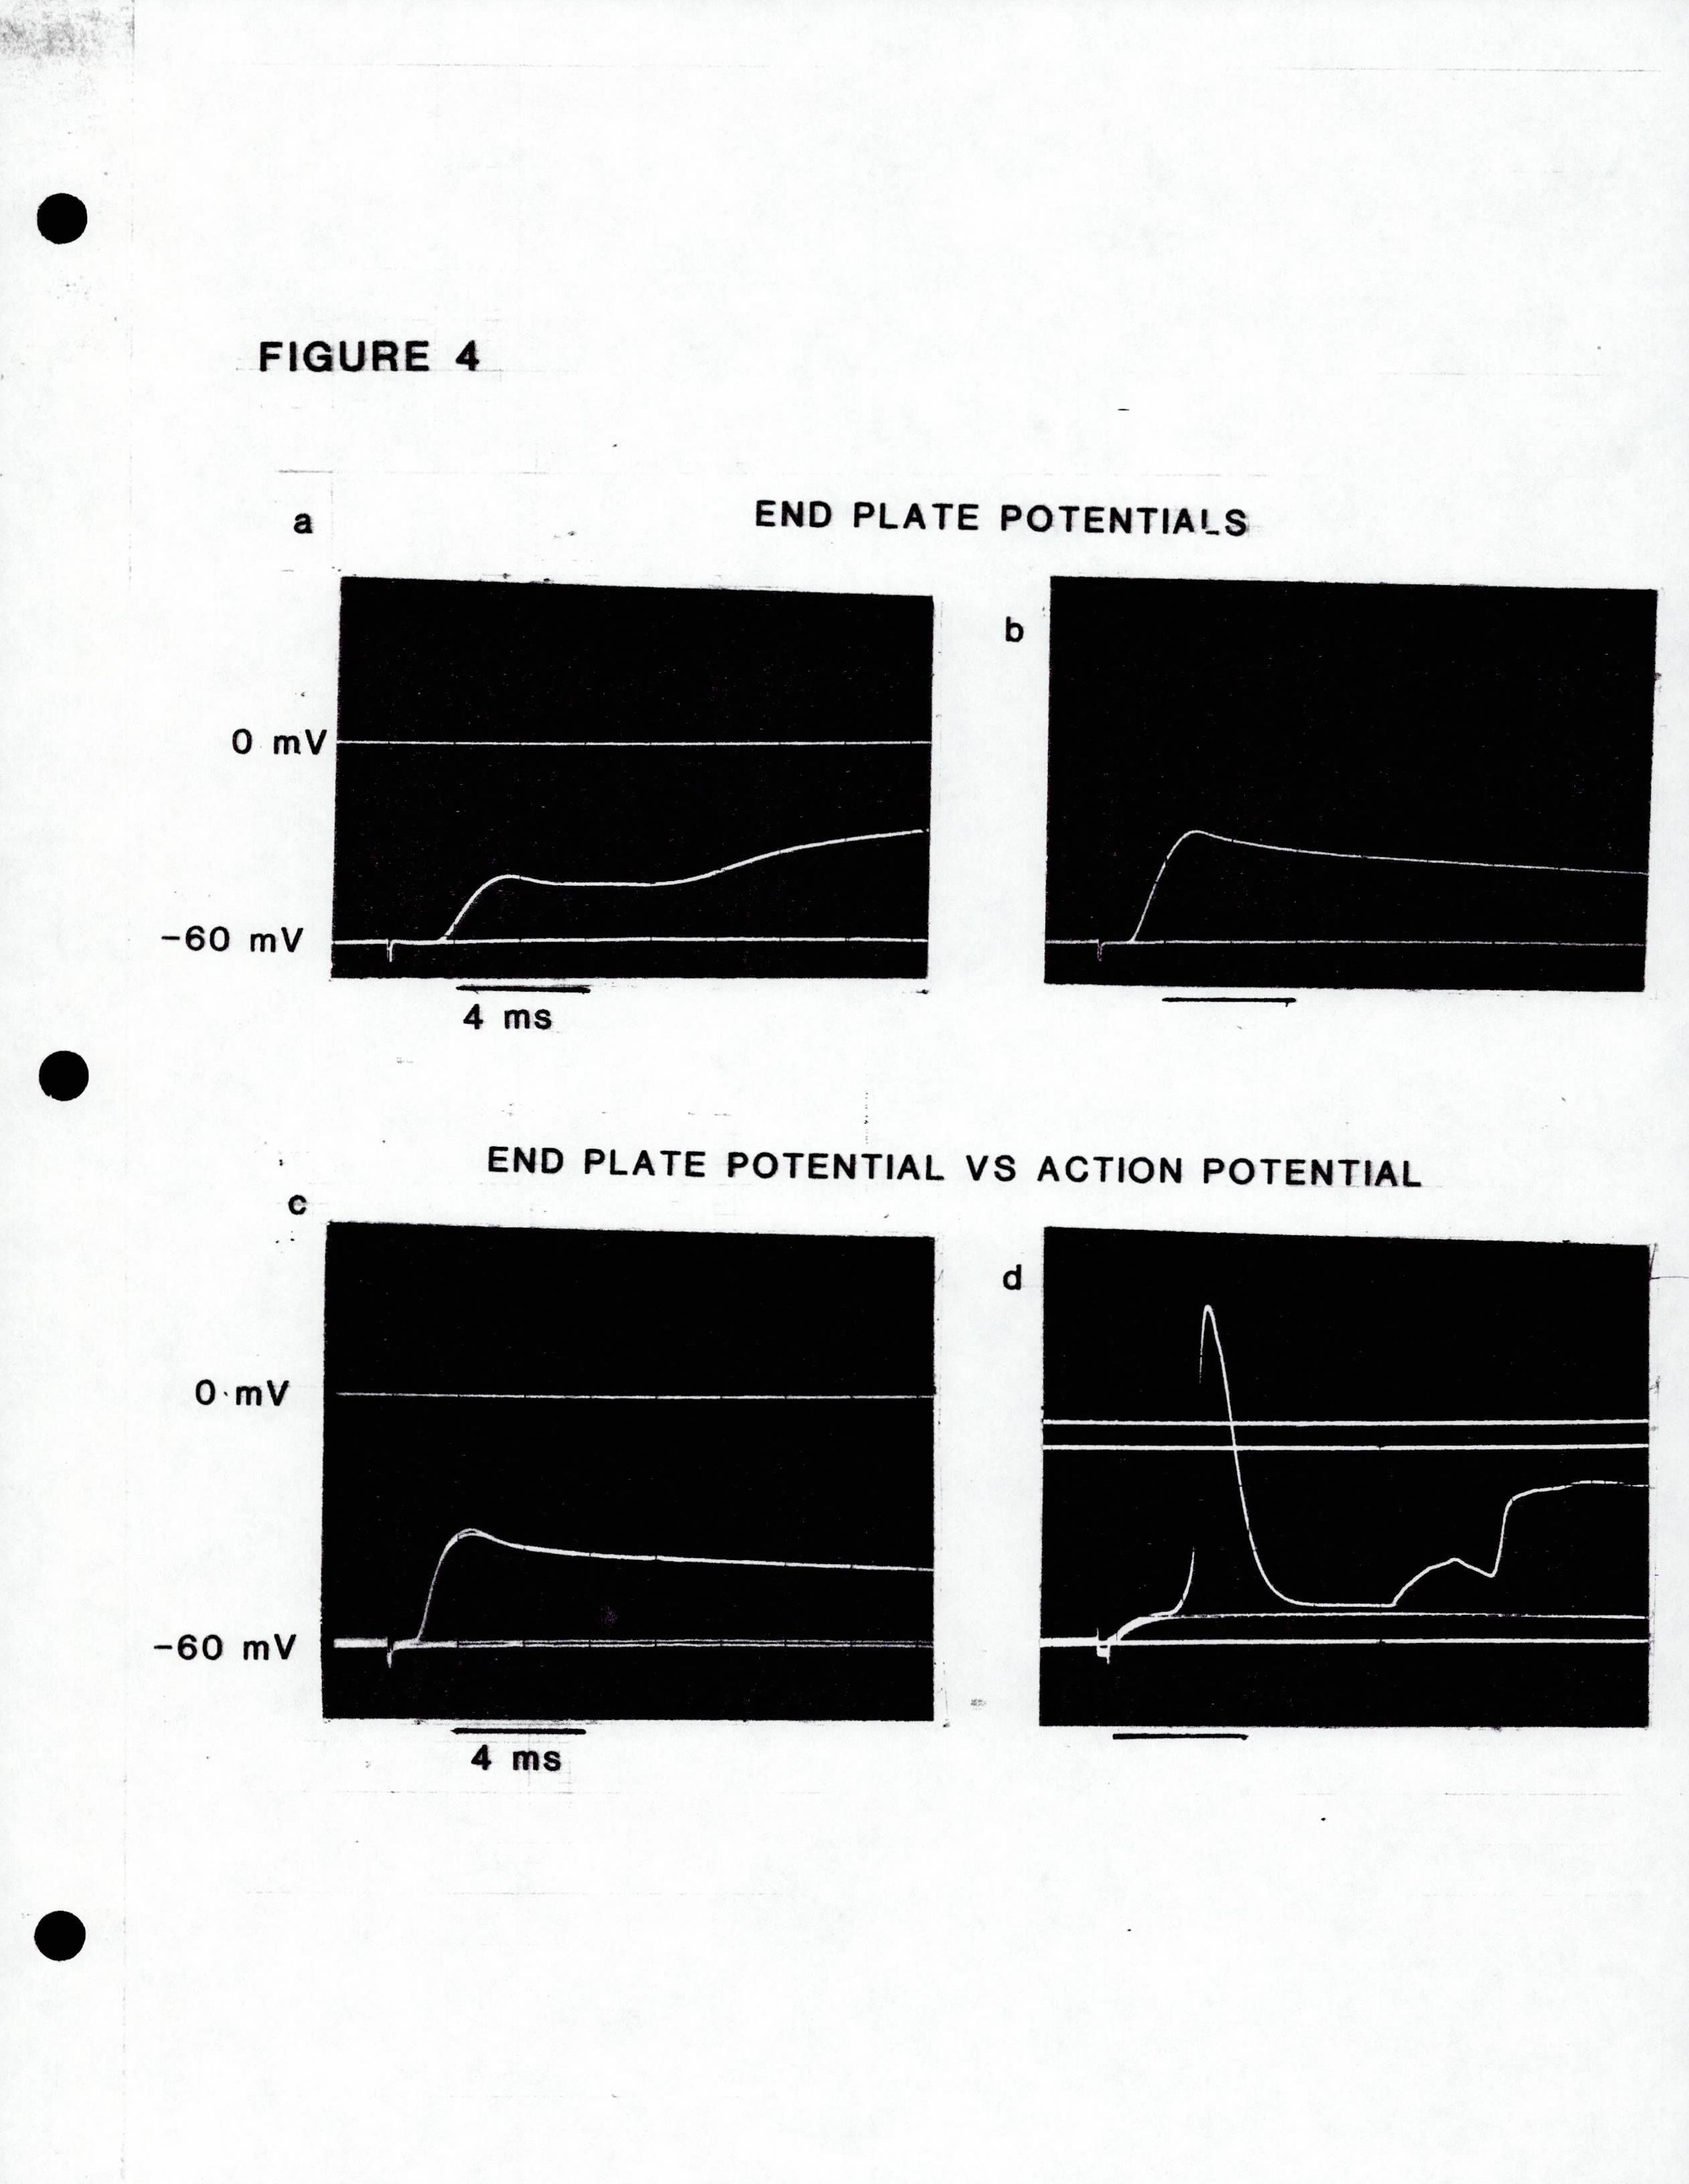 FIGURE 4
END PLATE POTENTIALS
a
b
0 mV
-60 mV
4 ms
END PLATE POTENTIAL VS ACTION POTENTIAL
c
d
0 mV
-60 mV
4 ms